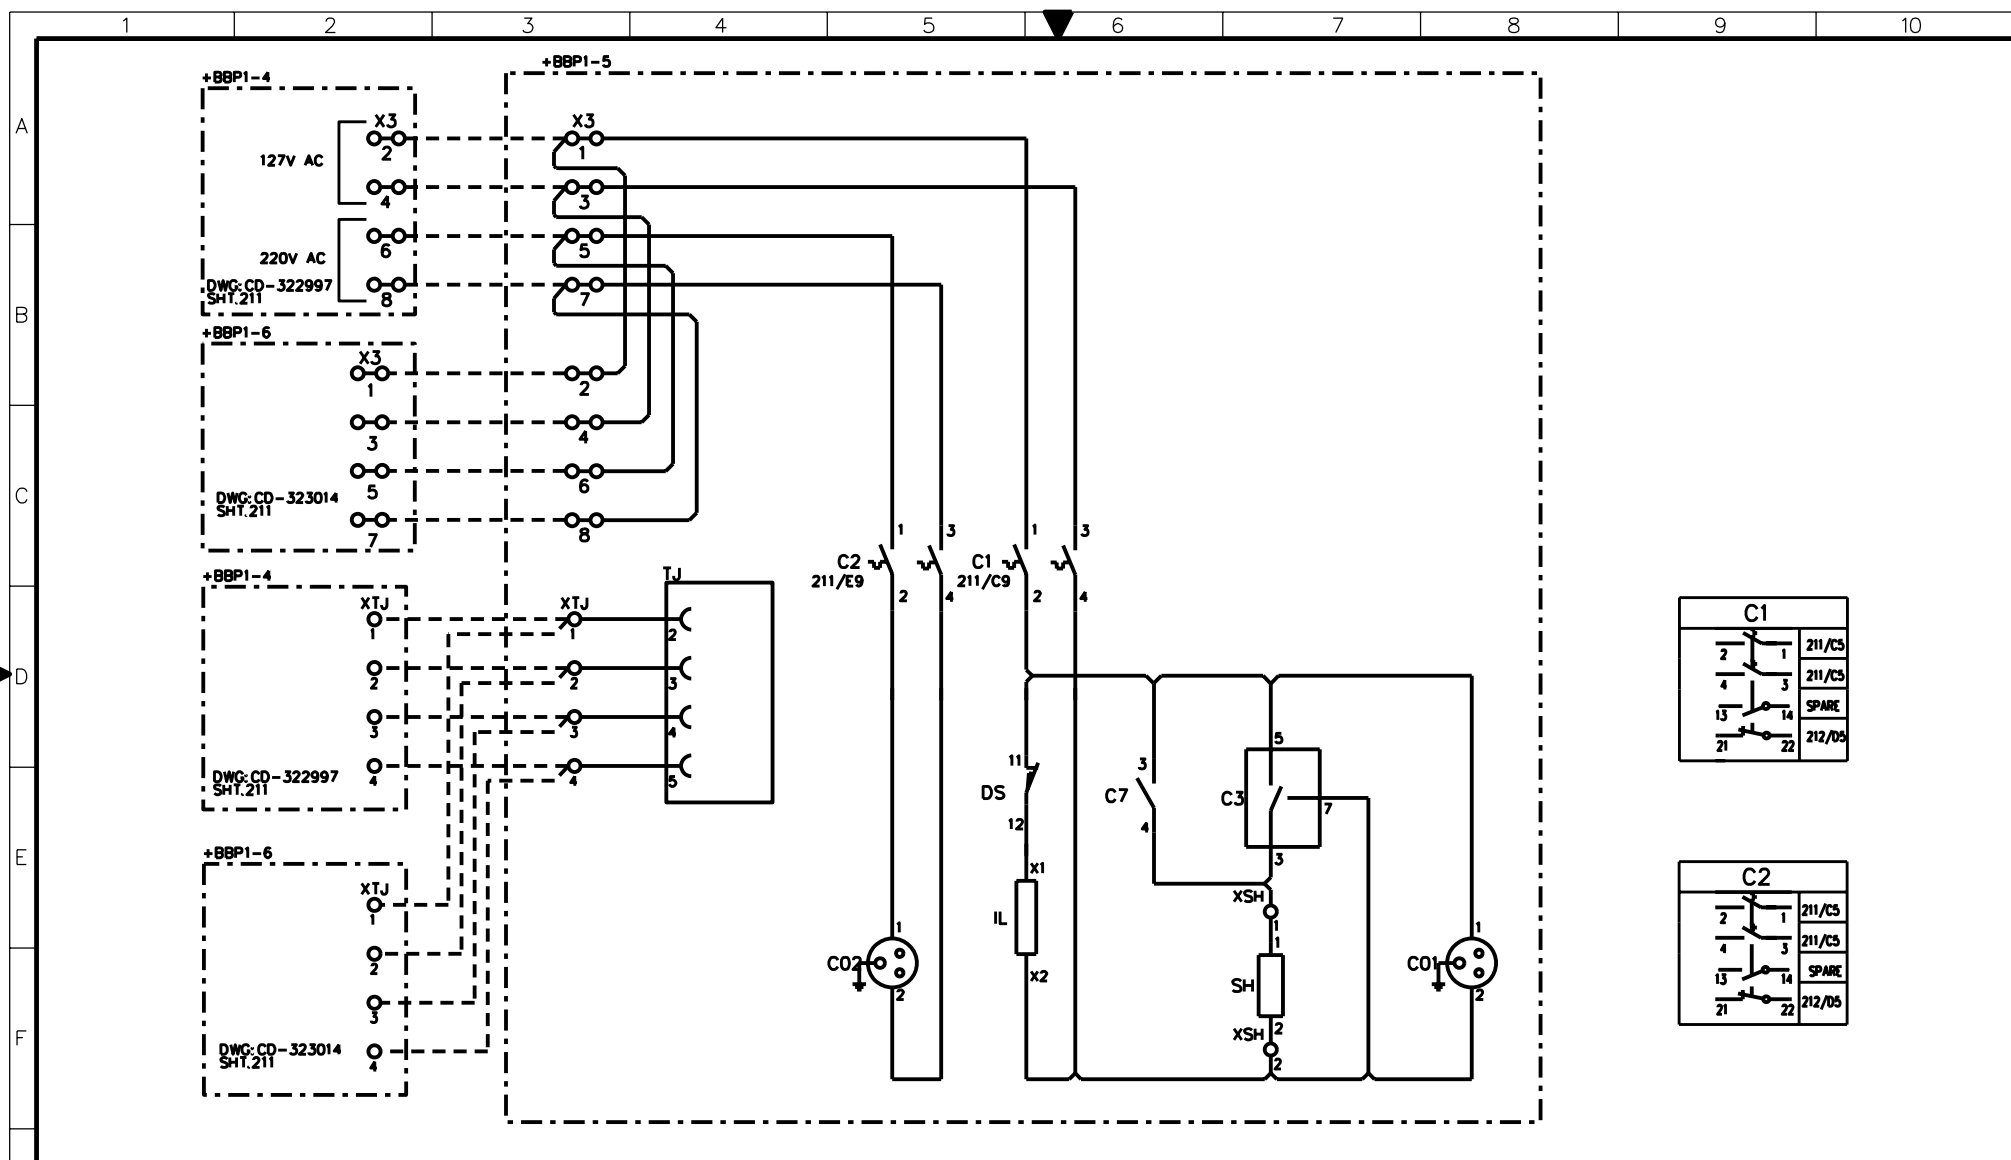 1 2 3 4 5 6 7 8 9 10
A
B
C
D
E
F
+BBP1-4
127V AC
220V AC
X3
2
4
6
8
DWG:CD-322997
SHT.211
+BBP1-6
X3
1
3
5
7
DWG:CD-323014
SHT.211
+BBP1-4
XTJ
1
2
3
4
DWG:CD-322997
SHT.211
+BBP1-6
XTJ
1
2
3
4
DWG:CD-323014
SHT.211
+BBP1-5
X3
1
3
5
7
2
4
6
8
XTJ
1
2
3
4
TJ
2
3
4
5
C2
211/E9
1
2
3
4
C1
211/C9
1
2
3
4
CO2
1
2
DS
11
12
IL
X1
X2
C7
3
4
C3
5
7
3
XSH
1
1
SH
2
XSH
2
CO1
1
2
C1
2 1 211/C5
4 3 211/C5
13 14 SPARE
21 22 212/D5
C2
2 1 211/C5
4 3 211/C5
13 14 SPARE
21 22 212/D5